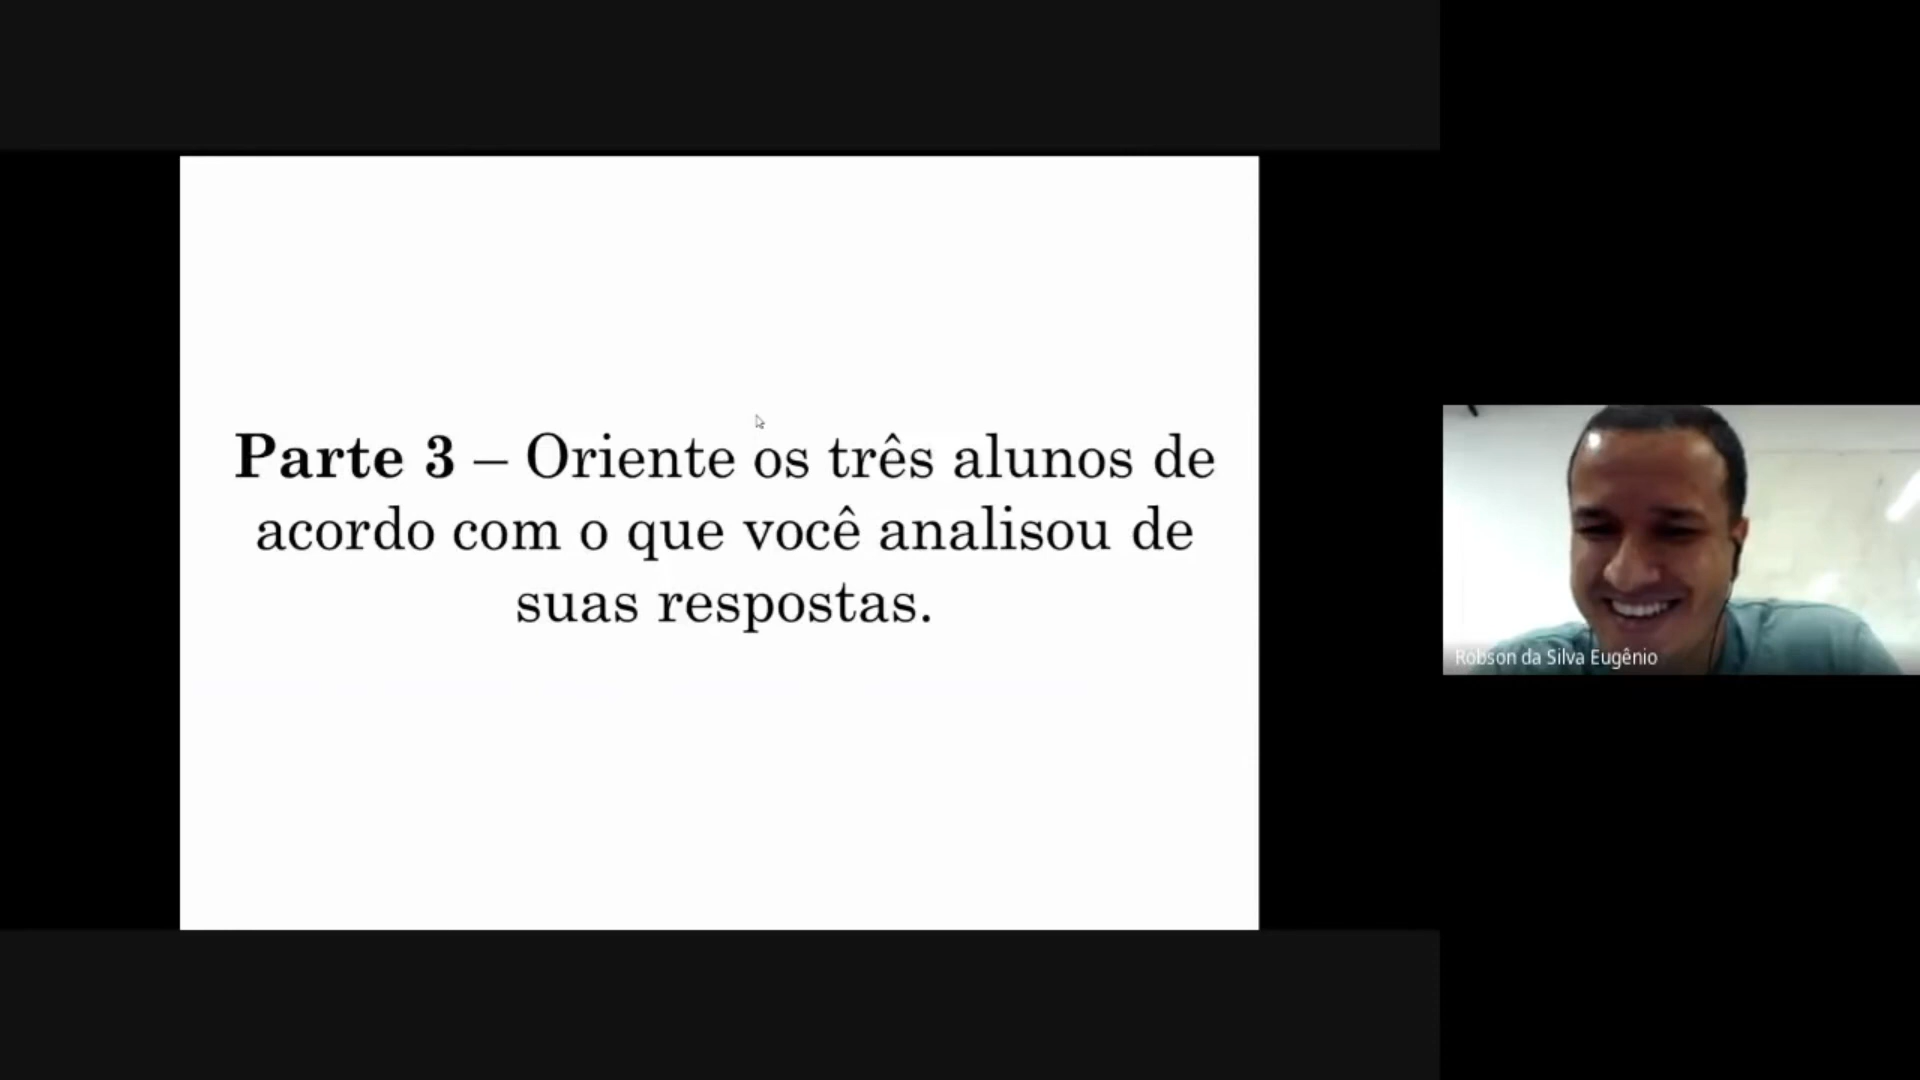 Parte 3 – Oriente os três alunos de
acordo com o que você analisou de
suas respostas.
Robson da Silva Eugênio